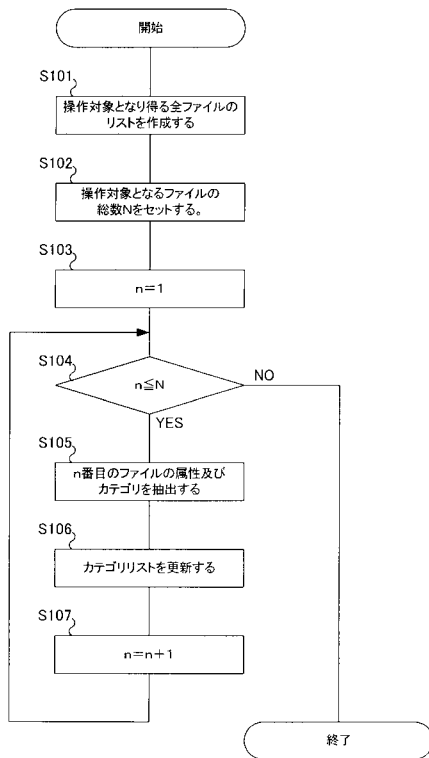 開始
S101
操作対象となり得る全ファイルの
リストを作成する
S102
操作対象となるファイルの
総数Nをセットする。
S103
n=1
S104
n≦N
NO
YES
S105
n番目のファイルの属性及び
カテゴリを抽出する
S106
カテゴリリストを更新する
S107
n=n+1
終了